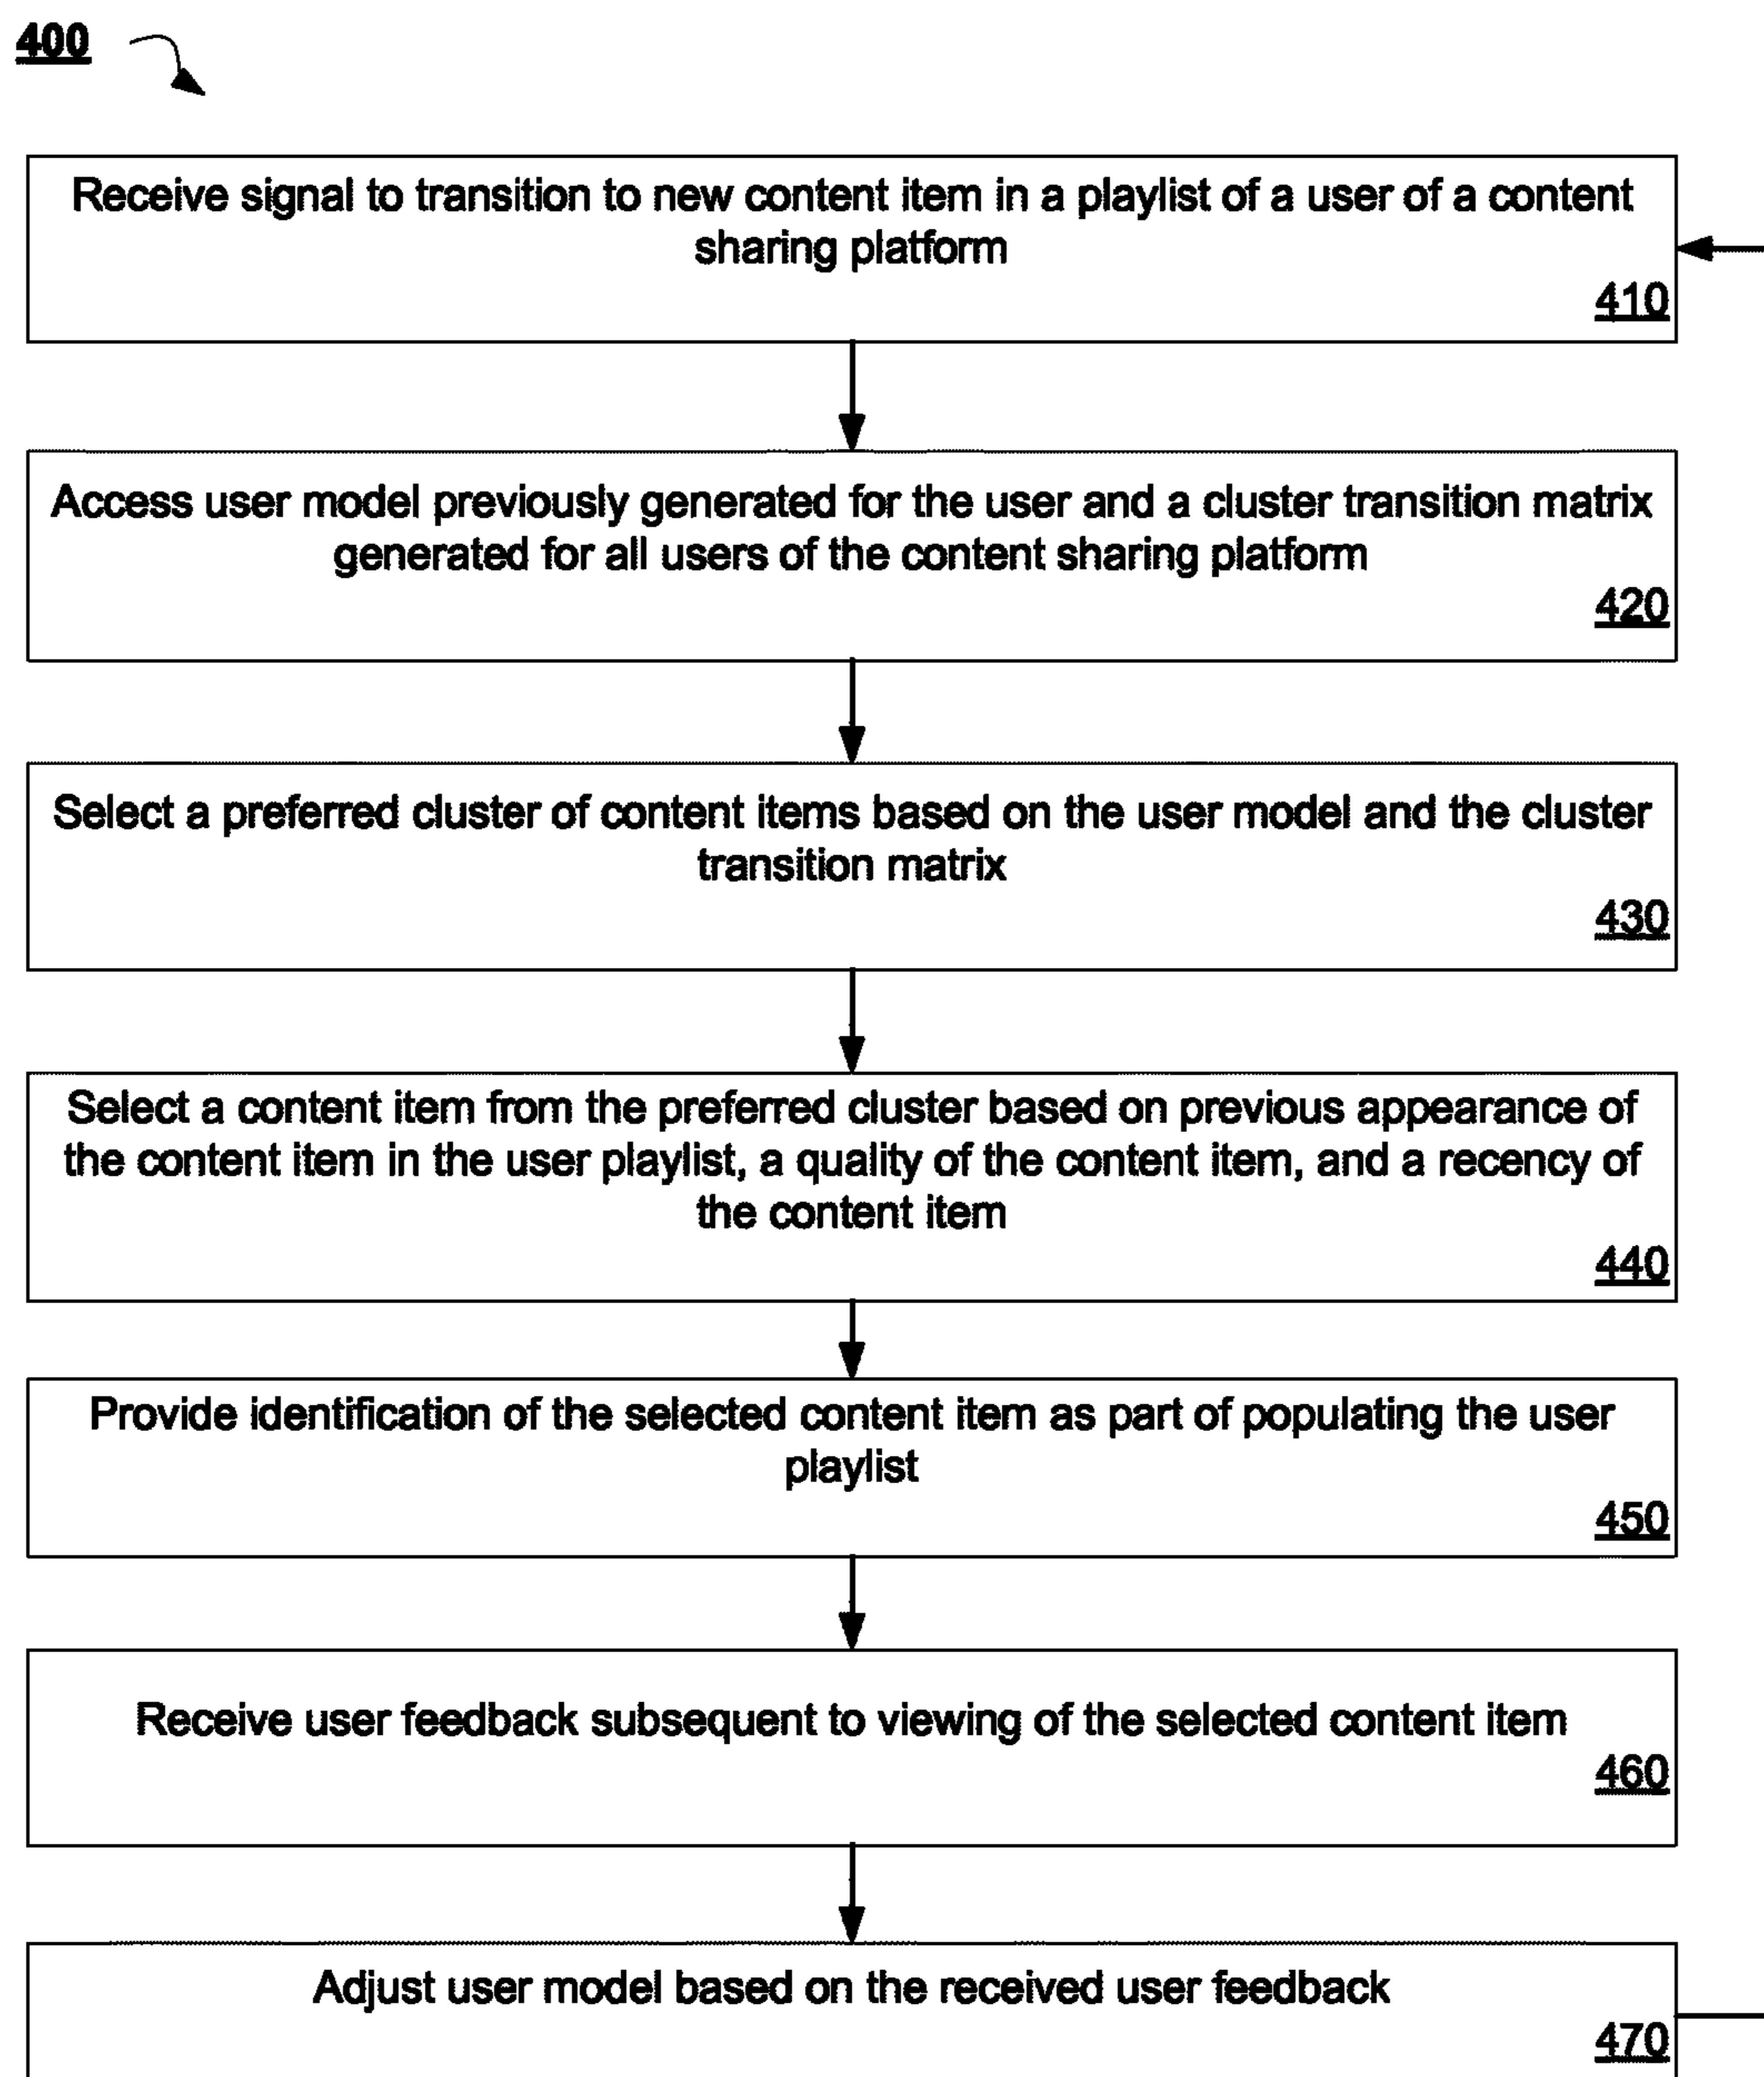 400
Receive signal to transition to new content item in a playlist of a user of a content
sharing platform
410
Access user model previously generated for the user and a cluster transition matrix
generated for all users of the content sharing platform
420
Select a preferred cluster of content items based on the user model and the cluster
transition matrix
430
Select a content item from the preferred cluster based on previous appearance of
the content item in the user playlist, a quality of the content item, and a recency of
the content item
440
Provide identification of the selected content item as part of populating the user
playlist
450
Receive user feedback subsequent to viewing of the selected content item
460
Adjust user model based on the received user feedback
470